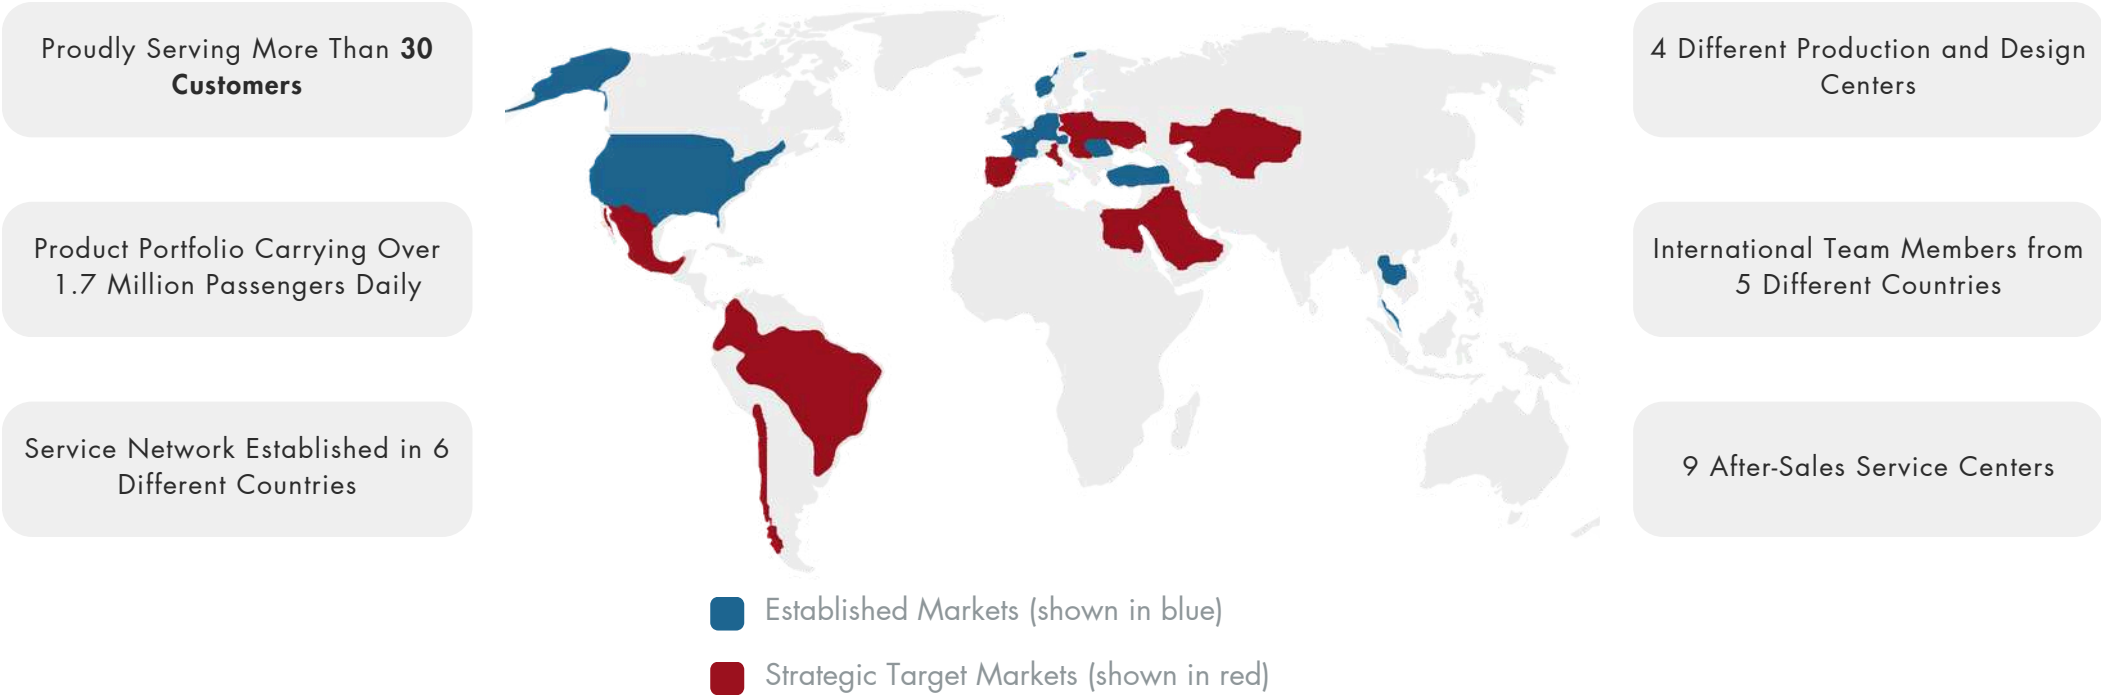 Proudly Serving More Than 30
Customers
Product Portfolio Carrying Over
1.7 Million Passengers Daily
Service Network Established in 6
Different Countries
4 Different Production and Design
Centers
International Team Members from
5 Different Countries
9 After-Sales Service Centers
Established Markets (shown in blue)
Strategic Target Markets (shown in red)